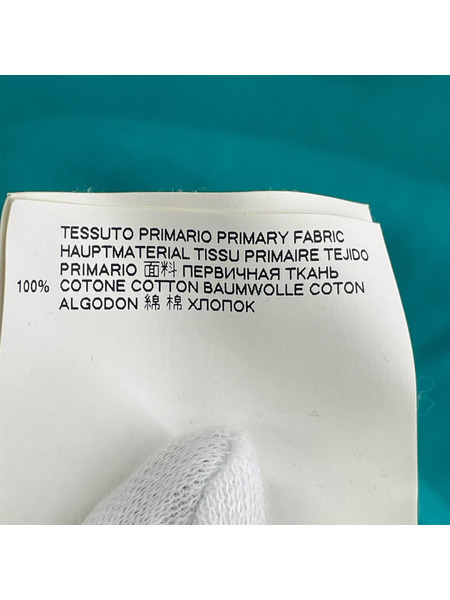 TESSUTO PRIMARIO PRIMARY FABRIC
HAUPTMATERIAL TISSU PRIMAIRE TEJIDO
PRIMARIO 面料 ПЕРВИЧНАЯ ТКАНЬ
100% COTONE COTTON BAUMWOLLE COTON
ALGODON 綿 棉 ХЛОПОК